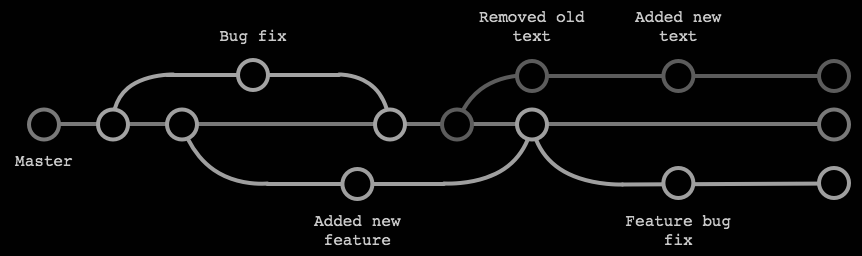 Bug fix
Removed old
text
Added new
text
Master
Added new
feature
Feature bug
fix